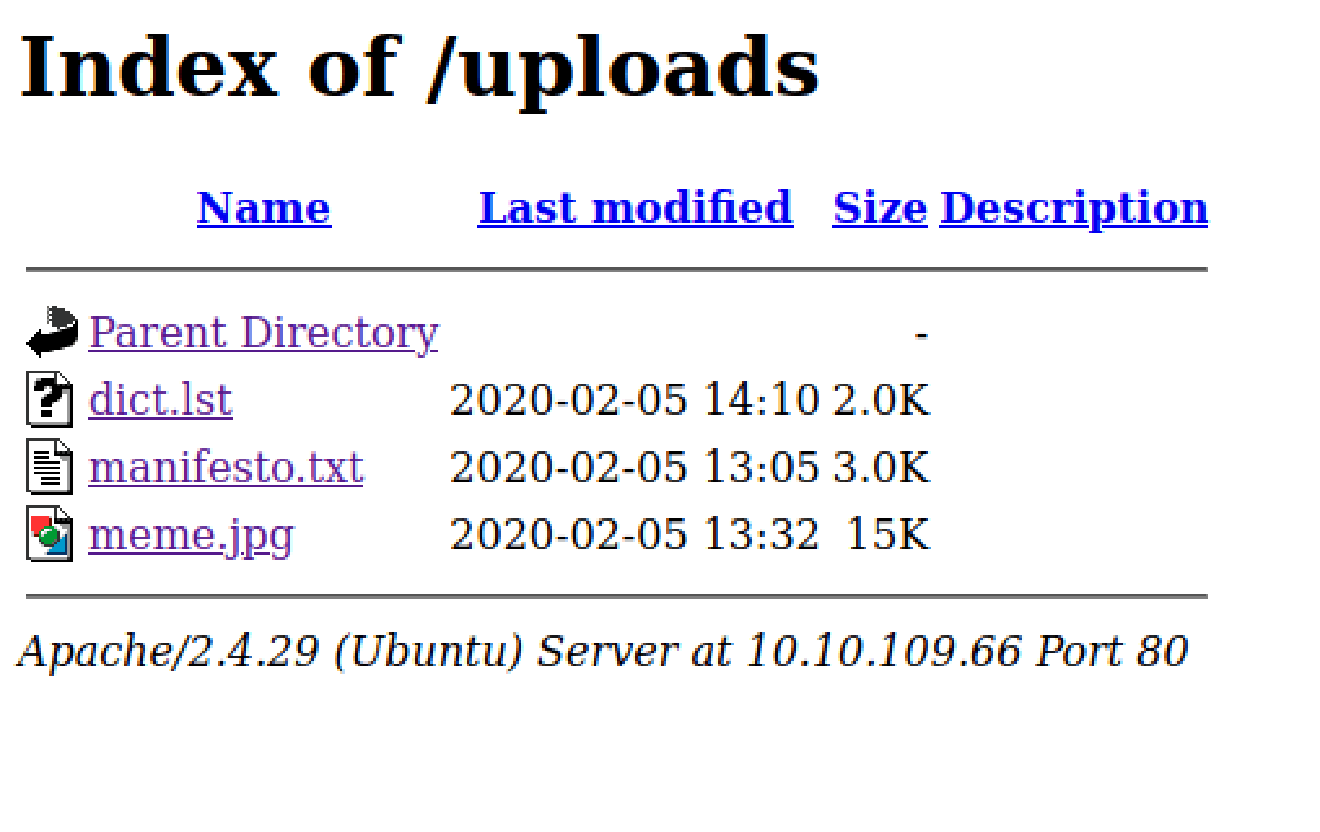 Index of /uploads
Name Last modified Size Description
Parent Directory -
dict.lst 2020-02-05 14:10 2.0K
manifesto.txt 2020-02-05 13:05 3.0K
meme.jpg 2020-02-05 13:32 15K
Apache/2.4.29 (Ubuntu) Server at 10.10.109.66 Port 80